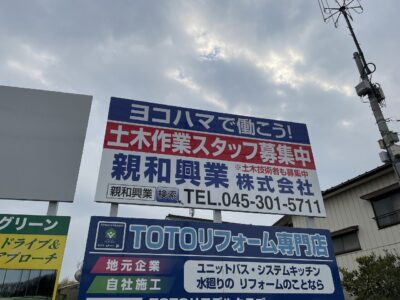 ヨコハマで働こう!
土木作業スタッフ募集中
※土木技術者も募集中
親和興業 株式会社
親和興業 検索 TEL.045-301-5711
グリーン
ドライブ&
アプローチ
TOTOリフォーム専門店
地元企業
自社施工
ユニットバス・システムキッチン
水廻りの リフォームのことなら